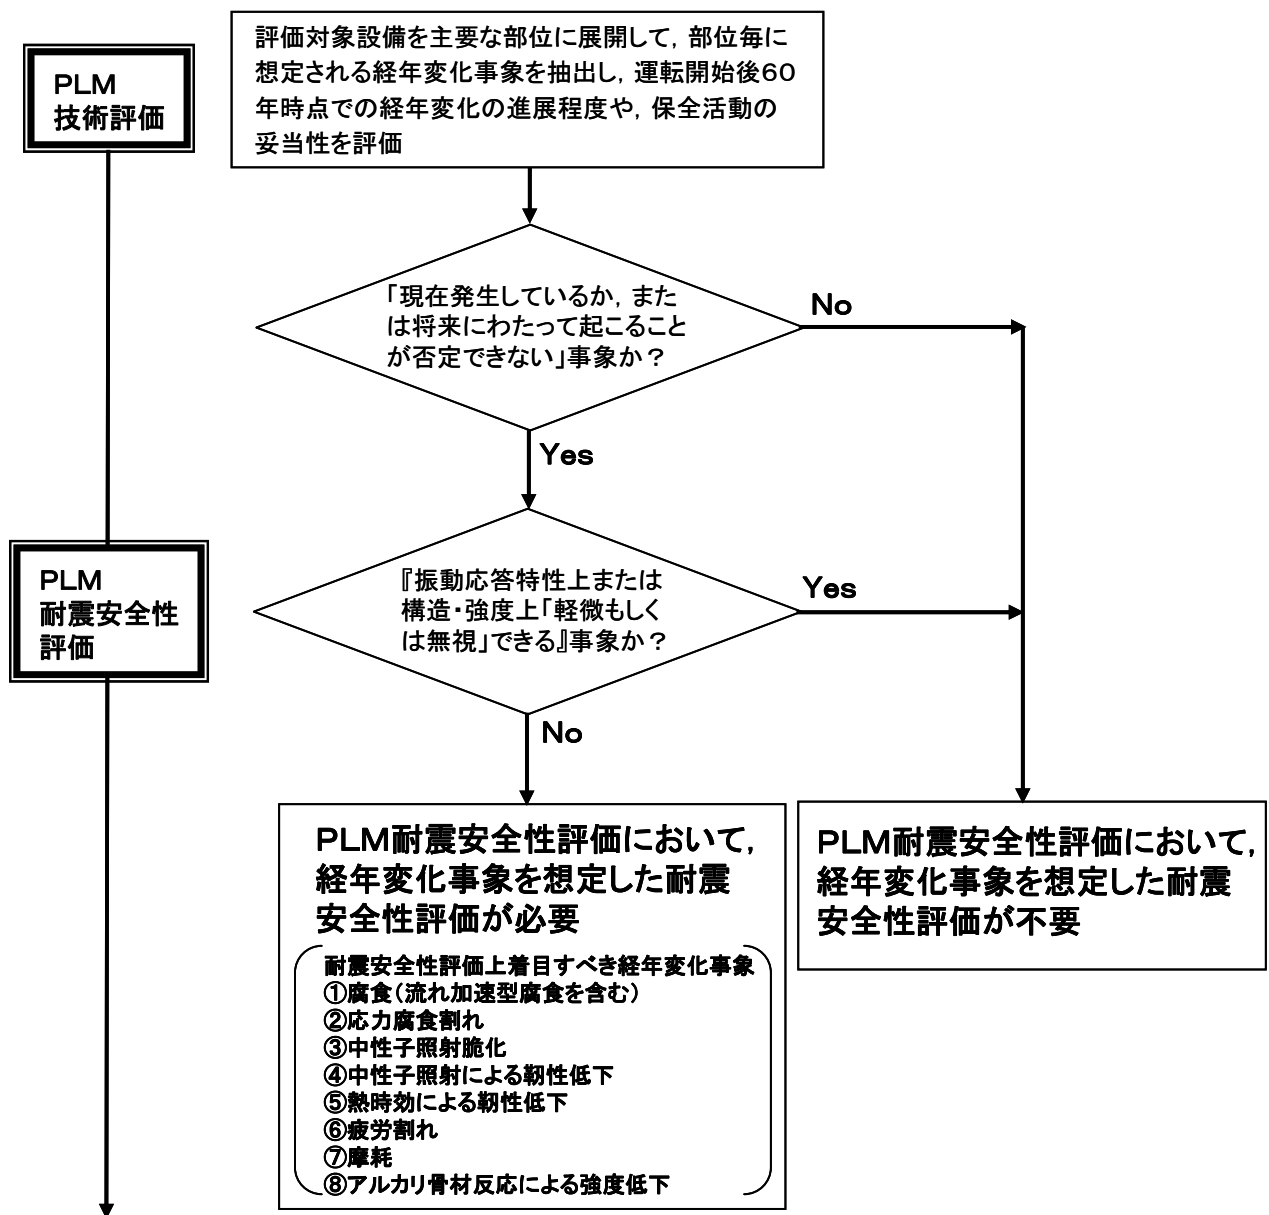 PLM
技術評価
評価対象設備を主要な部位に展開して，部位毎に
想定される経年変化事象を抽出し，運転開始後６０
年時点での経年変化の進展程度や，保全活動の
妥当性を評価
「現在発生しているか，また
は将来にわたって起こること
が否定できない」事象か？
No
Yes
PLM
耐震安全性
評価
『振動応答特性上または
構造・強度上「軽微もしく
は無視」できる』事象か？
Yes
No
PLM耐震安全性評価において，
経年変化事象を想定した耐震
安全性評価が必要
耐震安全性評価上着目すべき経年変化事象
①腐食（流れ加速型腐食を含む）
②応力腐食割れ
③中性子照射脆化
④中性子照射による靭性低下
⑤熱時効による靭性低下
⑥疲労割れ
⑦摩耗
⑧アルカリ骨材反応による強度低下
PLM耐震安全性評価において，
経年変化事象を想定した耐震
安全性評価が不要